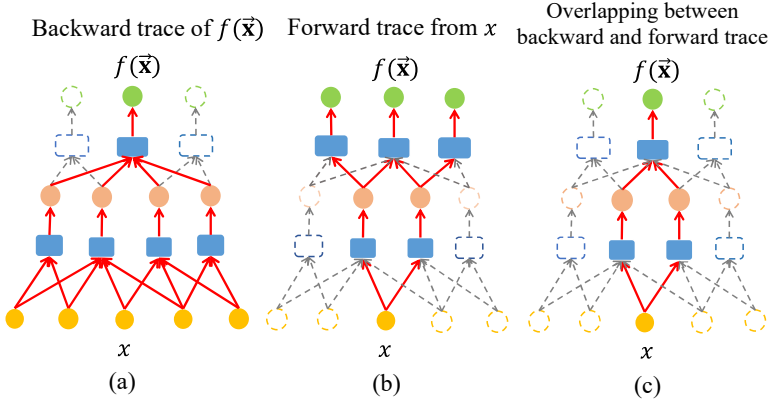 Backward trace of f(x⃗)
Forward trace from x
Overlapping between
backward and forward trace
f(x⃗)
f(x⃗)
f(x⃗)
x
x
x
(a)
(b)
(c)